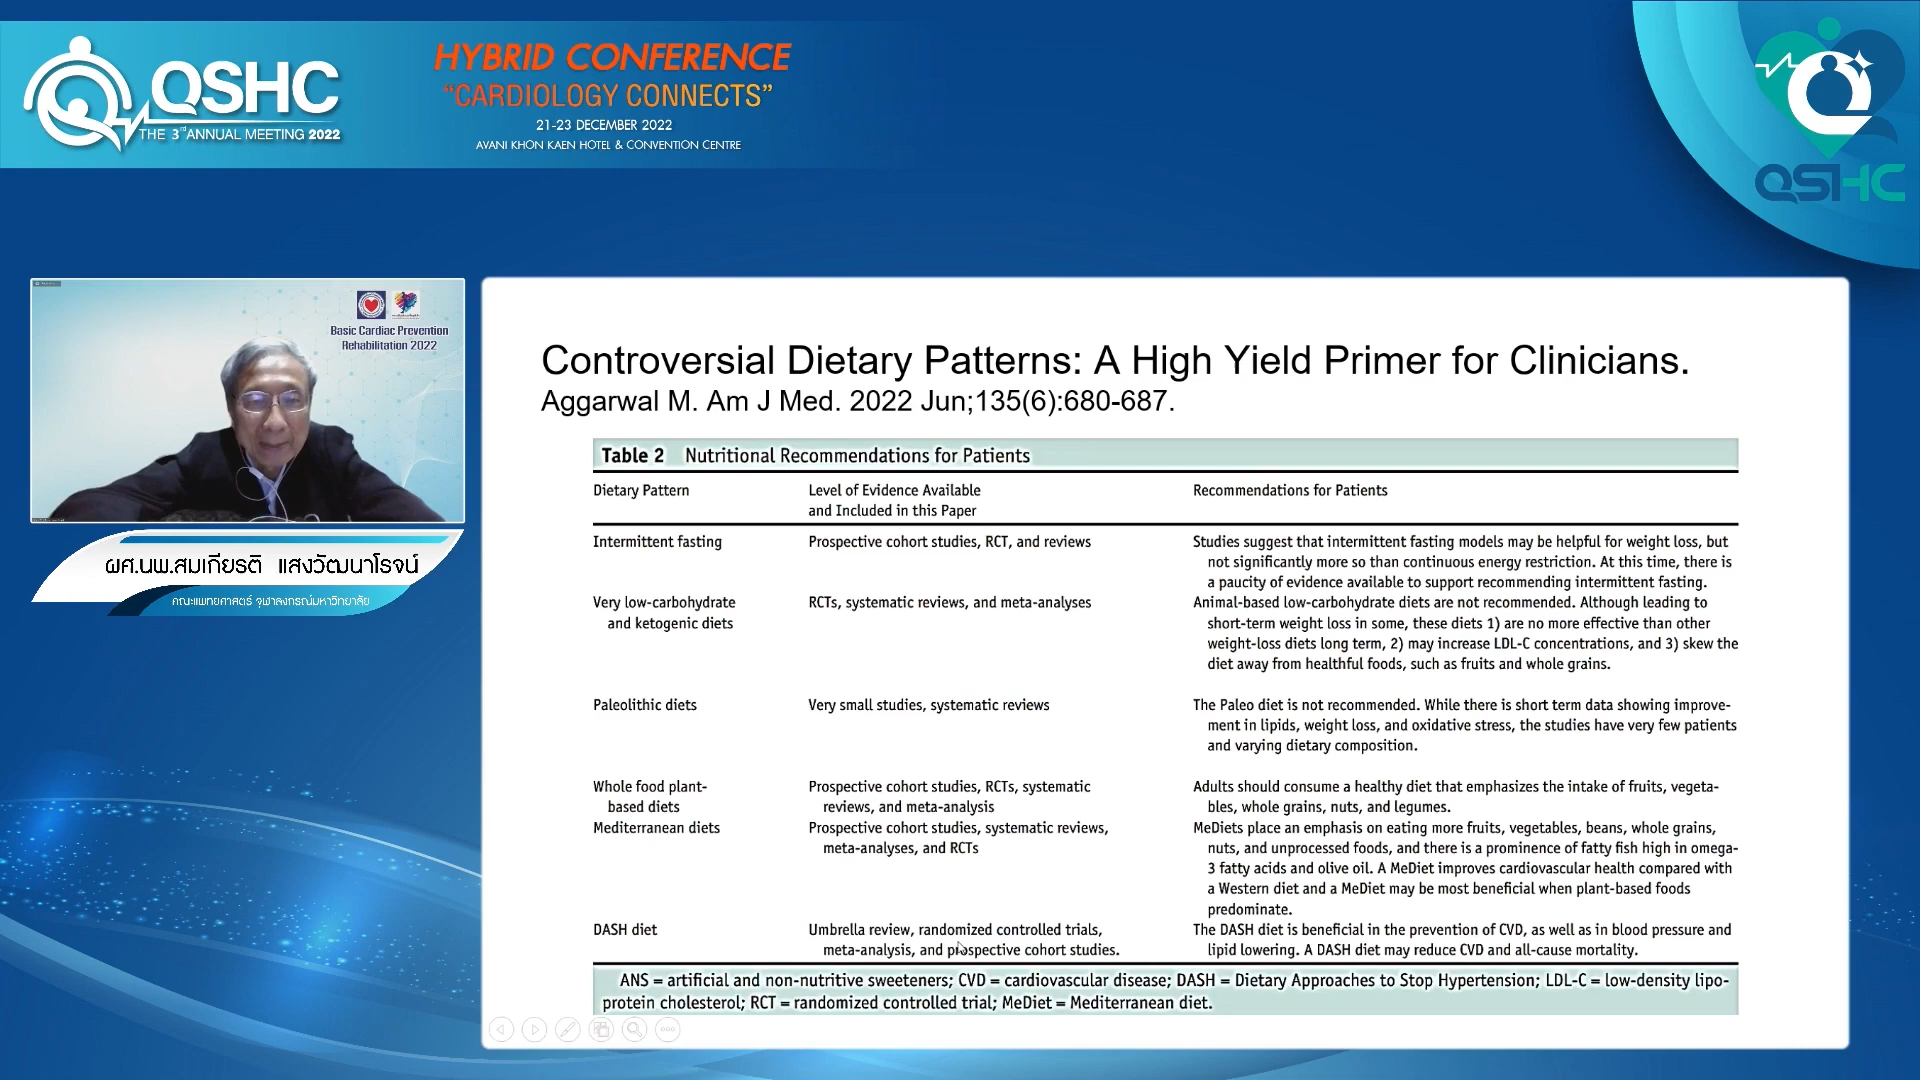 QSHC
THE 3rd ANNUAL MEETING 2022
HYBRID CONFERENCE
“CARDIOLOGY CONNECTS”
21-23 DECEMBER 2022
AVANI KHON KAEN HOTEL & CONVENTION CENTRE
QSHC
Basic Cardiac Prevention
Rehabilitation 2022
ผศ.นพ.สมเกียรติ แสงวัฒนาโรจน์
คณะแพทยศาสตร์ จุฬาลงกรณ์มหาวิทยาลัย
Controversial Dietary Patterns: A High Yield Primer for Clinicians.
Aggarwal M. Am J Med. 2022 Jun;135(6):680-687.
Table 2 Nutritional Recommendations for Patients
Dietary Pattern
Level of Evidence Available
and Included in this Paper
Recommendations for Patients
Intermittent fasting
Prospective cohort studies, RCT, and reviews
Studies suggest that intermittent fasting models may be helpful for weight loss, but
not significantly more so than continuous energy restriction. At this time, there is
a paucity of evidence available to support recommending intermittent fasting.
Very low-carbohydrate
and ketogenic diets
RCTs, systematic reviews, and meta-analyses
Animal-based low-carbohydrate diets are not recommended. Although leading to
short-term weight loss in some, these diets 1) are no more effective than other
weight-loss diets long term, 2) may increase LDL-C concentrations, and 3) skew the
diet away from healthful foods, such as fruits and whole grains.
Paleolithic diets
Very small studies, systematic reviews
The Paleo diet is not recommended. While there is short term data showing improve-
ment in lipids, weight loss, and oxidative stress, the studies have very few patients
and varying dietary composition.
Whole food plant-
based diets
Prospective cohort studies, RCTs, systematic
reviews, and meta-analysis
Adults should consume a healthy diet that emphasizes the intake of fruits, vegeta-
bles, whole grains, nuts, and legumes.
Mediterranean diets
Prospective cohort studies, systematic reviews,
meta-analyses, and RCTs
MeDiets place an emphasis on eating more fruits, vegetables, beans, whole grains,
nuts, and unprocessed foods, and there is a prominence of fatty fish high in omega-
3 fatty acids and olive oil. A MeDiet improves cardiovascular health compared with
a Western diet and a MeDiet may be most beneficial when plant-based foods
predominate.
DASH diet
Umbrella review, randomized controlled trials,
meta-analysis, and prospective cohort studies.
The DASH diet is beneficial in the prevention of CVD, as well as in blood pressure and
lipid lowering. A DASH diet may reduce CVD and all-cause mortality.
ANS = artificial and non-nutritive sweeteners; CVD = cardiovascular disease; DASH = Dietary Approaches to Stop Hypertension; LDL-C = low-density lipo-
protein cholesterol; RCT = randomized controlled trial; MeDiet = Mediterranean diet.